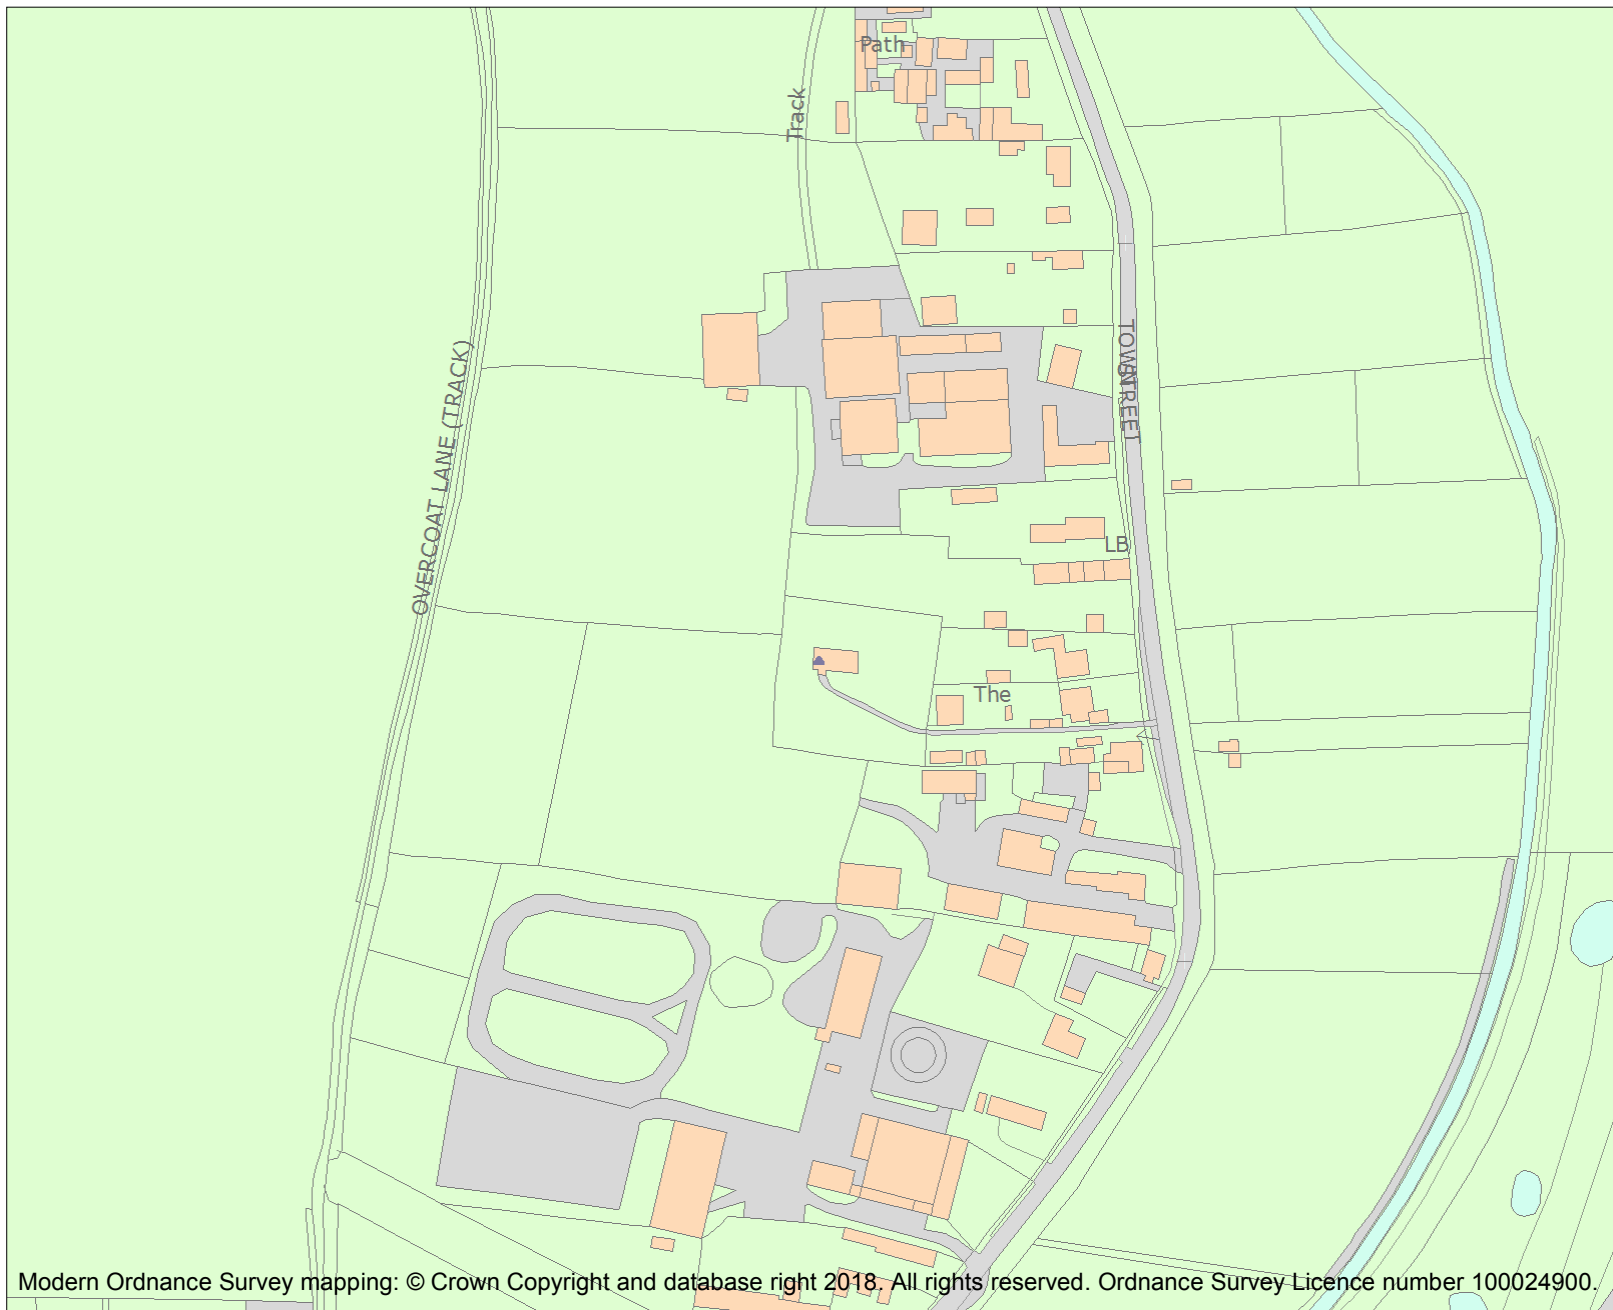 Path
Track
TOWN STREET
OVERCOAT LANE (TRACK)
LB
The
Modern Ordnance Survey mapping: © Crown Copyright and database right 2018. All rights reserved. Ordnance Survey Licence number 100024900.